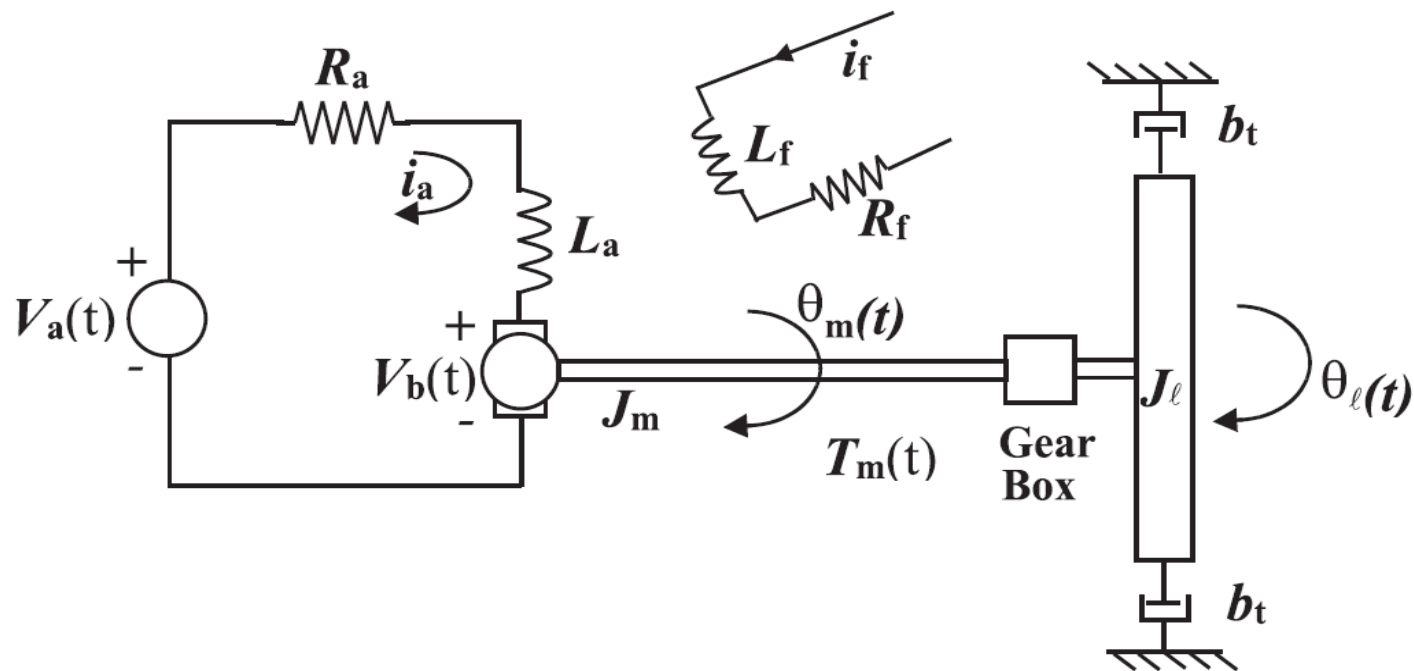 Ra
if
bt
Lf
ia
Rf
La
+
Va(t)
-
θm(t)
+
Vb(t)
-
Jm
Jℓ
θℓ(t)
Tm(t)
Gear
Box
bt